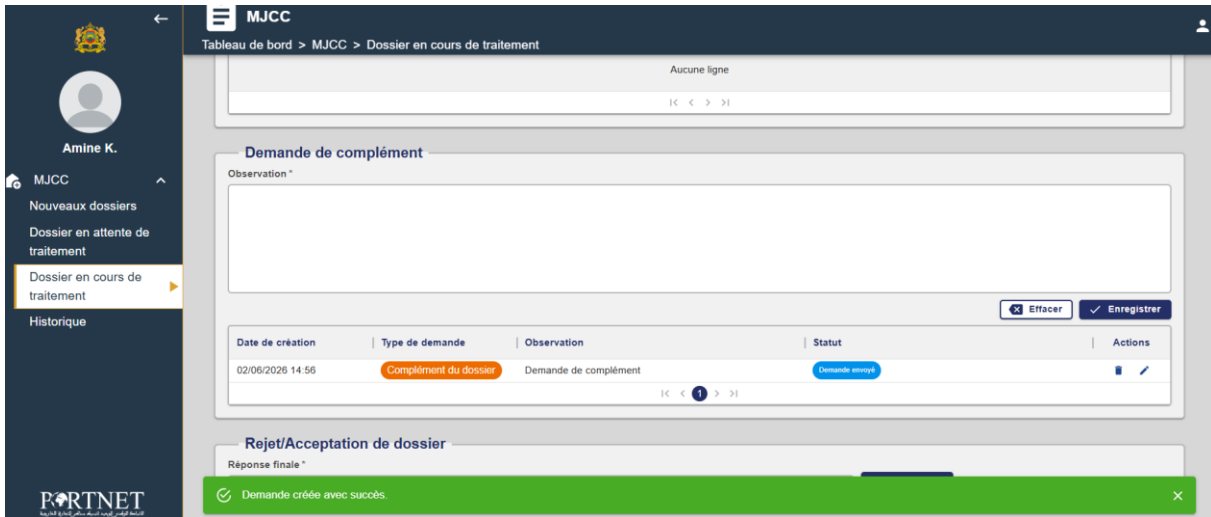 MJCC
Tableau de bord > MJCC > Dossier en cours de traitement
Amine K.
MJCC
Nouveaux dossiers
Dossier en attente de
traitement
Dossier en cours de
traitement
Historique
PORTNET
Aucune ligne
Demande de complément
Observation *
Effacer
Enregistrer
Date de création | Type de demande | Observation | Statut | Actions
02/06/2026 14:56 Complément du dossier Demande de complément Demande envoyé
1
Rejet/Acceptation de dossier
Réponse finale *
Demande créée avec succès.